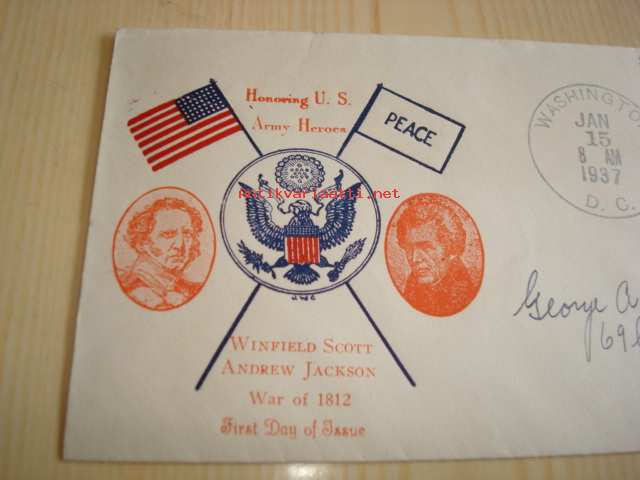 Honoring U. S.
Army Heroes
PEACE
Antikvariaatti.net
JWC
WINFIELD SCOTT
ANDREW JACKSON
War of 1812
First Day of Issue
WASHINGTON
JAN
15
8 AM
1937
D. C.
George A